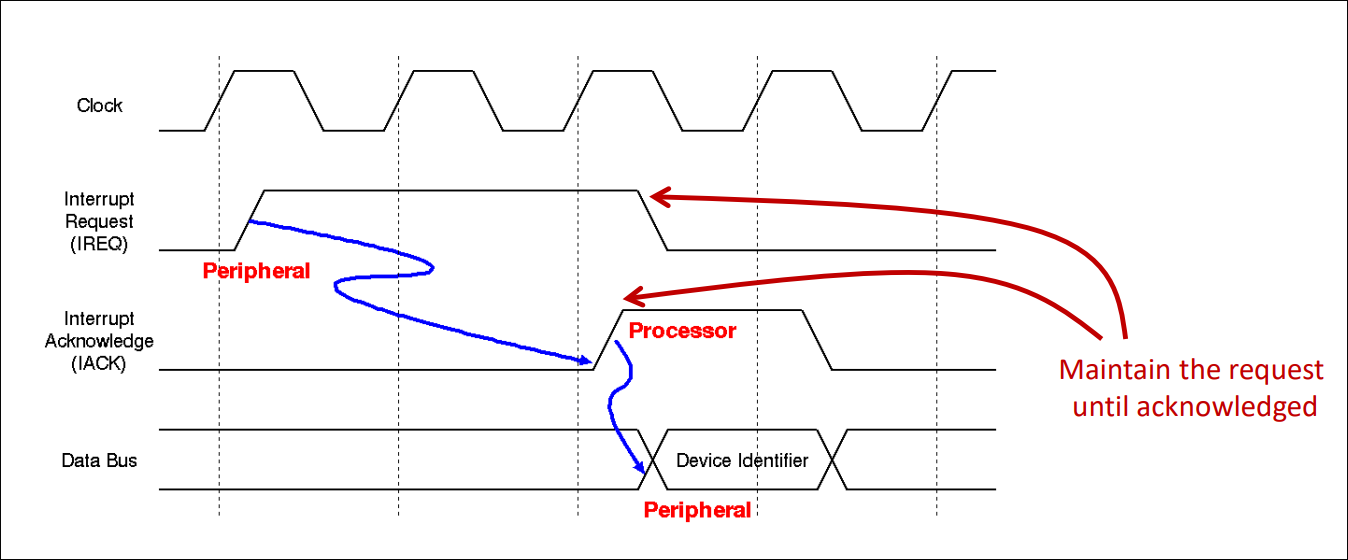 Clock
Interrupt
Request
(IREQ)
Peripheral
Interrupt
Acknowledge
(IACK)
Processor
Maintain the request
until acknowledged
Data Bus
Device Identifier
Peripheral